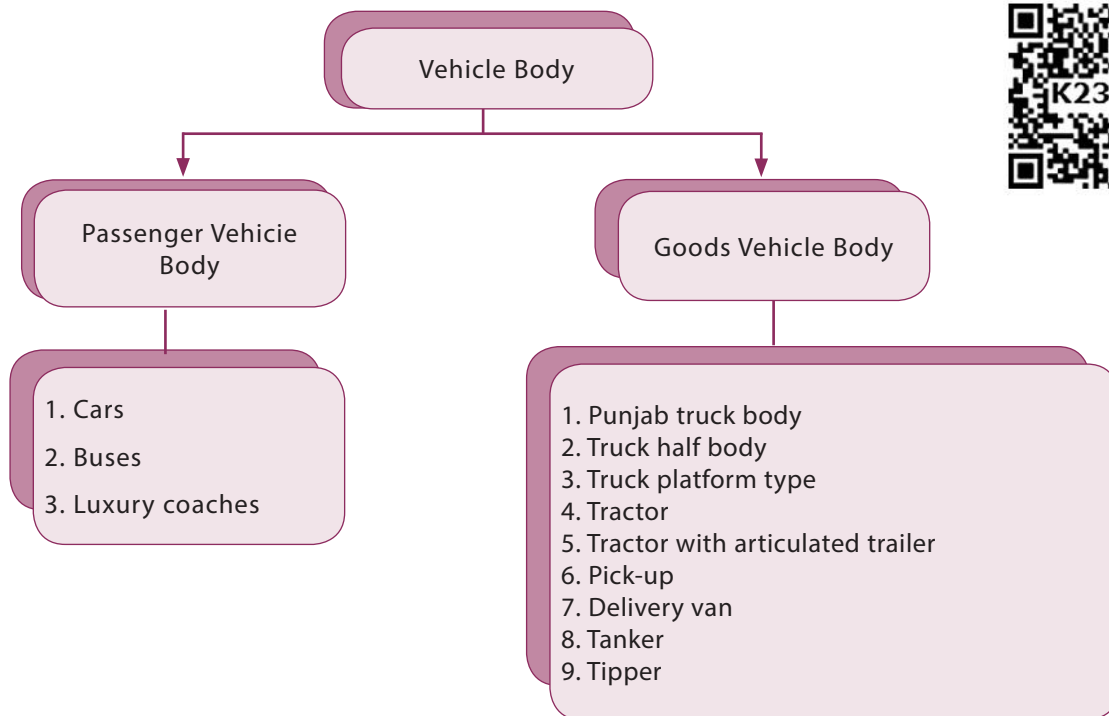 Vehicle Body
K23
Passenger Vehicie
Body
Goods Vehicle Body
1. Cars
2. Buses
3. Luxury coaches
1. Punjab truck body
2. Truck half body
3. Truck platform type
4. Tractor
5. Tractor with articulated trailer
6. Pick-up
7. Delivery van
8. Tanker
9. Tipper